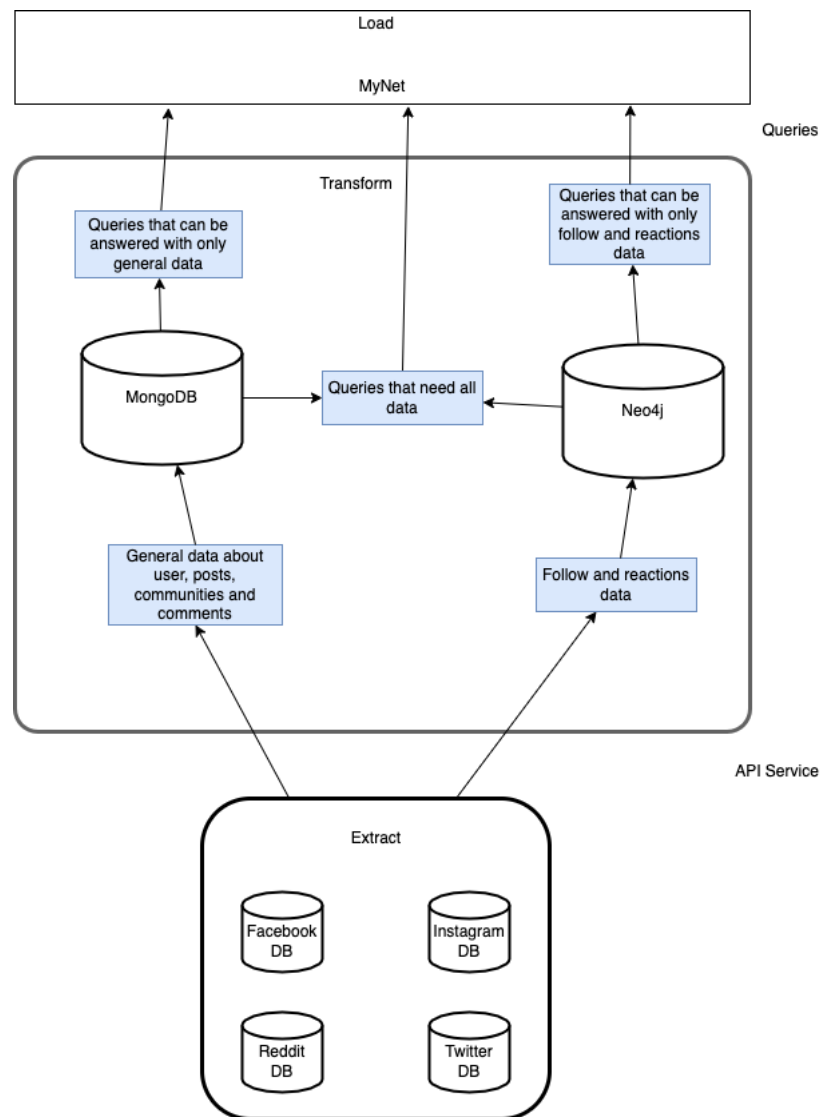 Load
MyNet
Queries
Transform
Queries that can be
answered with only
general data
Queries that can be
answered with only
follow and reactions
data
MongoDB
Queries that need all
data
Neo4j
General data about
user, posts,
communities and
comments
Follow and reactions
data
API Service
Extract
Facebook
DB
Instagram
DB
Reddit
DB
Twitter
DB